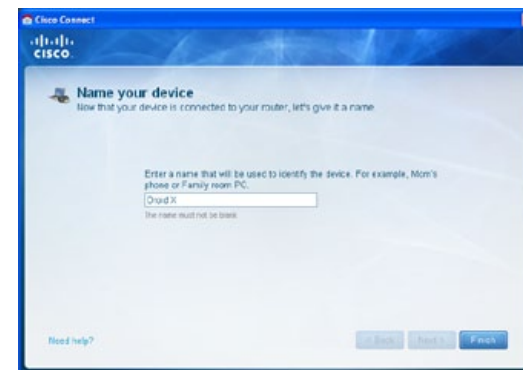 Cisco Connect
CISCO
Name your device
Now that your device is connected to your router, let's give it a name
Enter a name that will be used to identify the device. For example, Mom's
phone or Family room PC.
Droid X
The name must not be blank
Need help?
< Back Next > Finish